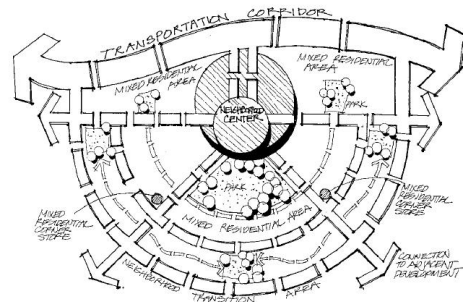 TRANSPORTATION CORRIDOR
MIXED RESIDENTIAL
AREA
MIXED RESIDENTIAL
AREA
PARK
NEIGHBORHOOD
CENTER
PARK
MIXED RESIDENTIAL AREA
MIXED
RESIDENTIAL
CORNER
STORE
MIXED
RESIDENTIAL
CORNER
STORE
NEIGHBORHOOD
TRANSITION AREA
CONNECTION
TO ADJACENT
DEVELOPMENT